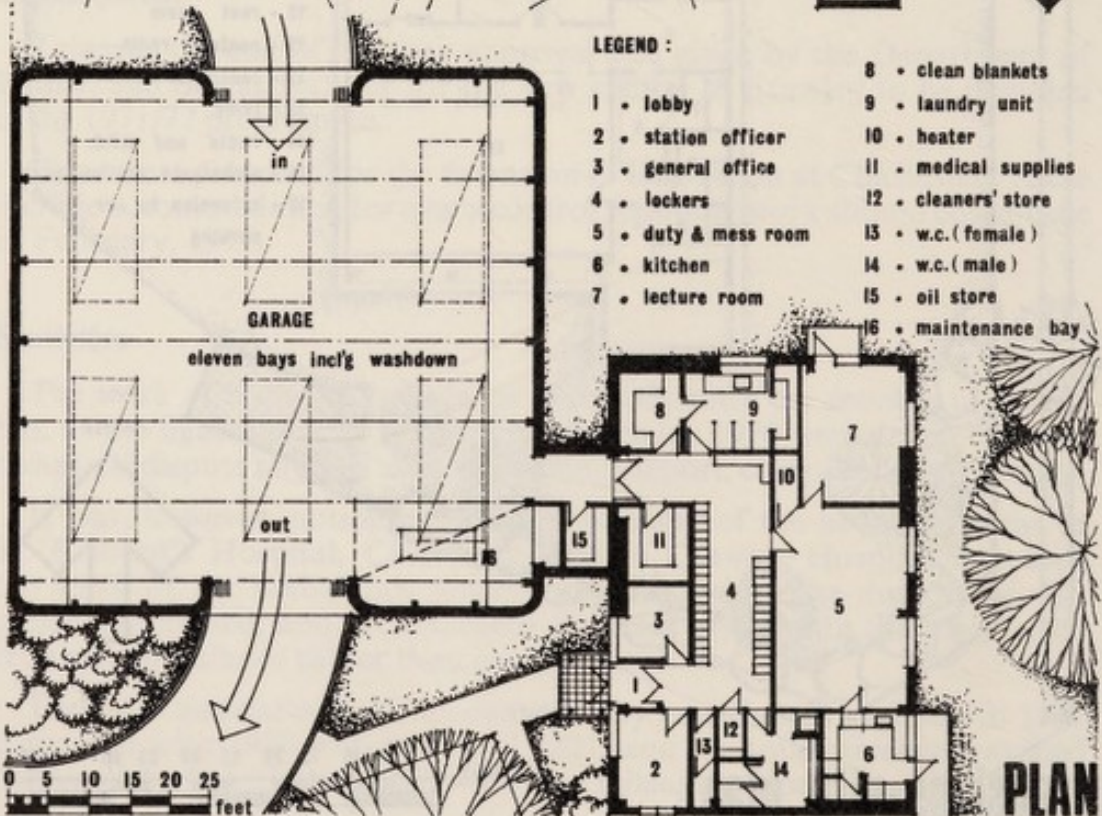 LEGEND :
1 • lobby
2 • station officer
3 • general office
4 • lockers
5 • duty & mess room
6 • kitchen
7 • lecture room
8 • clean blankets
9 • laundry unit
10 • heater
11 • medical supplies
12 • cleaners' store
13 • w.c. (female)
14 • w.c. (male)
15 • oil store
16 • maintenance bay
in
GARAGE
eleven bays incl'g washdown
out
16
15
8
9
7
10
11
4
5
3
1
2
13
12
14
6
0 5 10 15 20 25
feet
PLAN